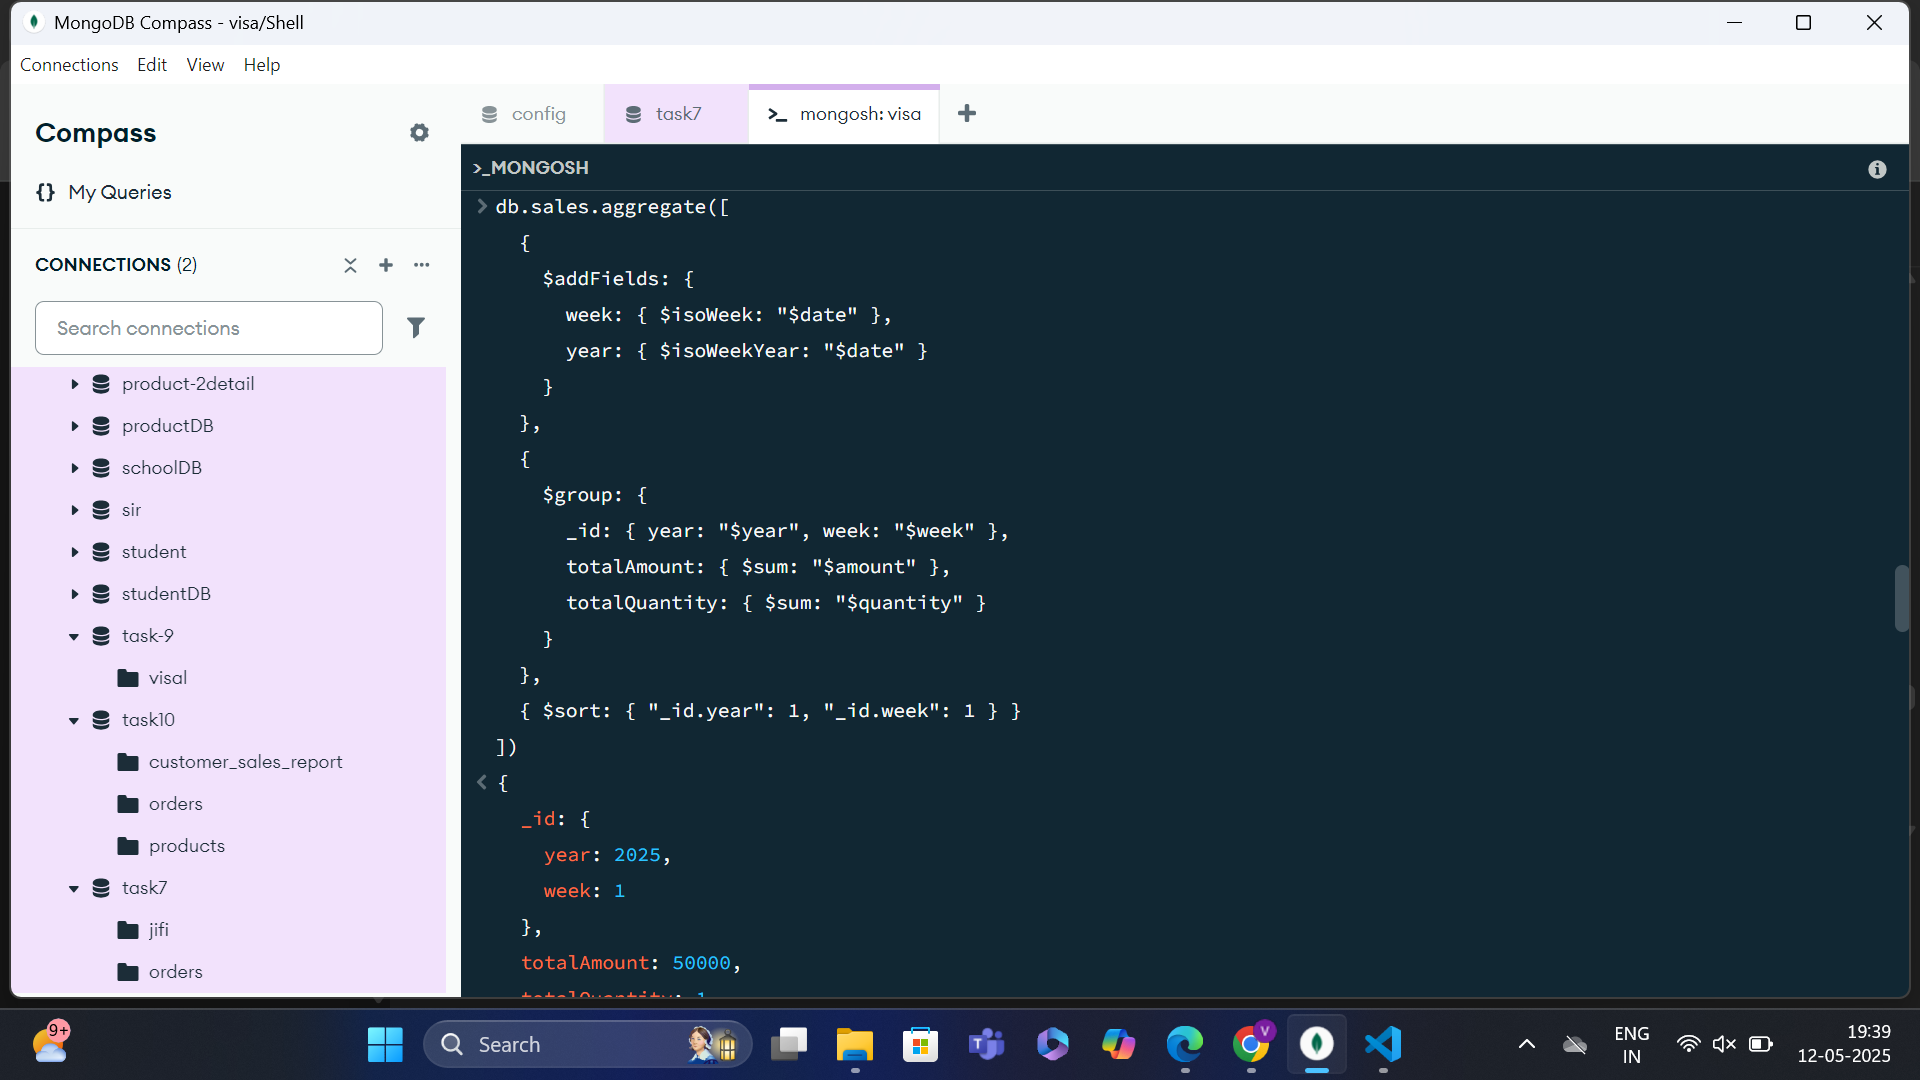 MongoDB Compass - visa/Shell
Connections Edit View Help
Compass
{} My Queries
CONNECTIONS (2)
Search connections
product-2detail
productDB
schoolDB
sir
student
studentDB
task-9
visal
task10
customer_sales_report
orders
products
task7
jifi
orders
config
task7
>_ mongosh: visa
>_MONGOSH
> db.sales.aggregate([
{
$addFields: {
week: { $isoWeek: "$date" },
year: { $isoWeekYear: "$date" }
}
},
{
$group: {
_id: { year: "$year", week: "$week" },
totalAmount: { $sum: "$amount" },
totalQuantity: { $sum: "$quantity" }
}
},
{ $sort: { "_id.year": 1, "_id.week": 1 } }
])
< {
_id: {
year: 2025,
week: 1
},
totalAmount: 50000,
totalQuantity: 1
9+
Search
T
V
ENG
IN
19:39
12-05-2025